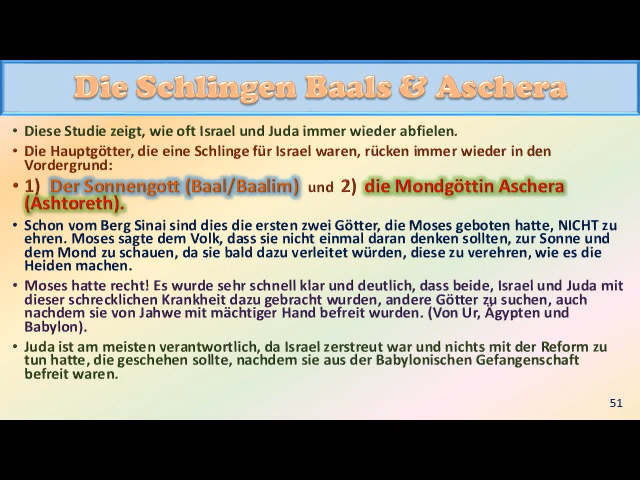 Die Schlingen Baals & Aschera
• Diese Studie zeigt, wie oft Israel und Juda immer wieder abfielen.
• Die Hauptgötter, die eine Schlinge für Israel waren, rücken immer wieder in den
Vordergrund:
• 1) Der Sonnengott (Baal/Baalim) und 2) die Mondgöttin Aschera
(Ashtoreth).
• Schon vom Berg Sinai sind dies die ersten zwei Götter, die Moses geboten hatte, NICHT zu
ehren. Moses sagte dem Volk, dass sie nicht einmal daran denken sollten, zur Sonne und
dem Mond zu schauen, da sie bald dazu verleitet würden, diese zu verehren, wie es die
Heiden machen.
• Moses hatte recht! Es wurde sehr schnell klar und deutlich, dass beide, Israel und Juda mit
dieser schrecklichen Krankheit dazu gebracht wurden, andere Götter zu suchen, auch
nachdem sie von Jahwe mit mächtiger Hand befreit wurden. (Von Ur, Ägypten und
Babylon).
• Juda ist am meisten verantwortlich, da Israel zerstreut war und nichts mit der Reform zu
tun hatte, die geschehen sollte, nachdem sie aus der Babylonischen Gefangenschaft
befreit waren.
51